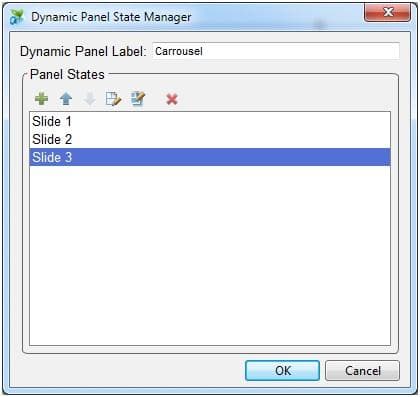 Dynamic Panel State Manager
Dynamic Panel Label: Carrousel
Panel States
Slide 1
Slide 2
Slide 3
OK Cancel